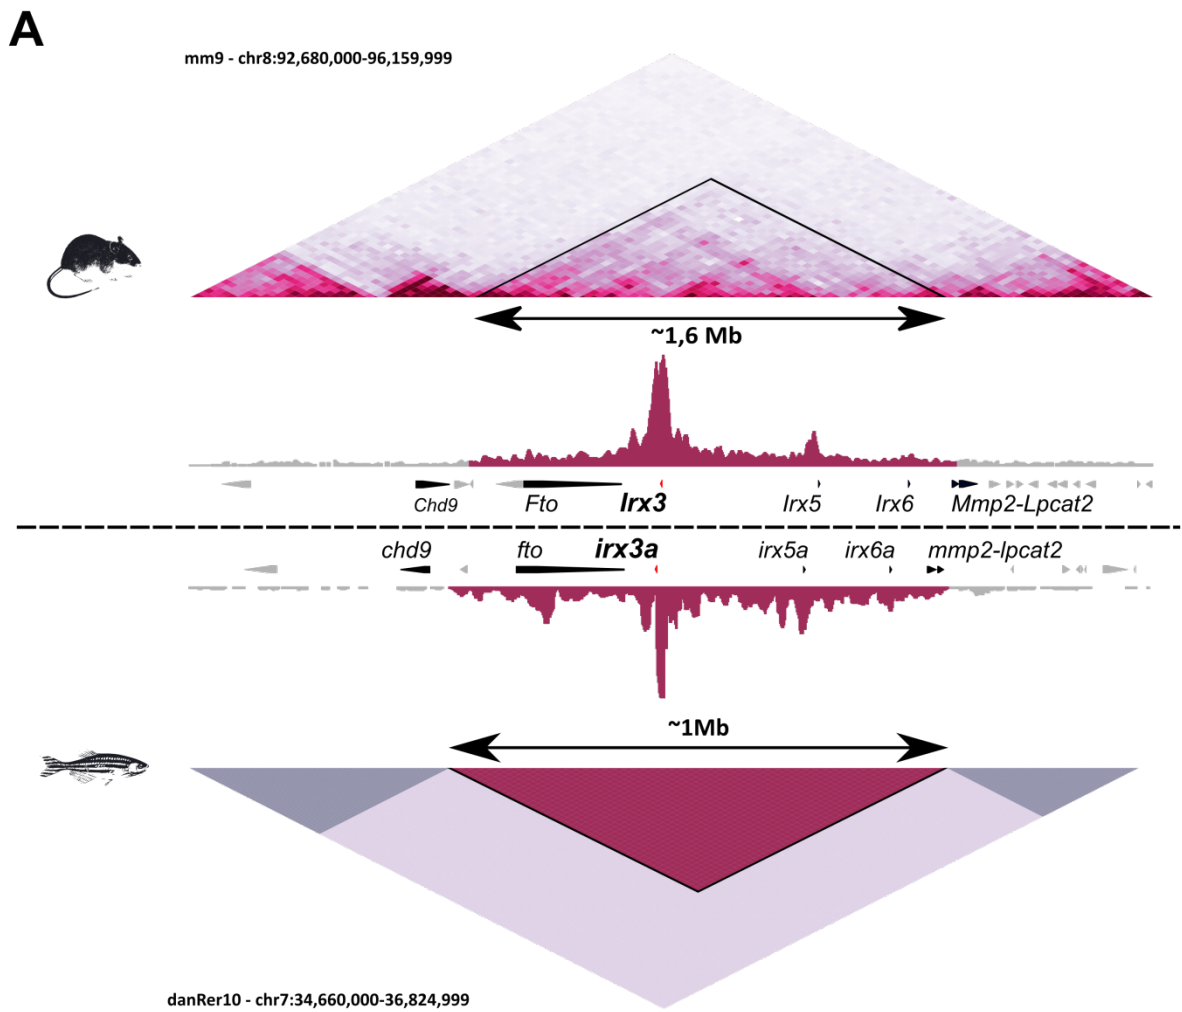 A
mm9 - chr8:92,680,000-96,159,999
~1,6 Mb
Chd9 Fto Irx3 Irx5 Irx6 Mmp2-Lpcat2
chd9 fto irx3a irx5a irx6a mmp2-lpcat2
~1Mb
danRer10 - chr7:34,660,000-36,824,999